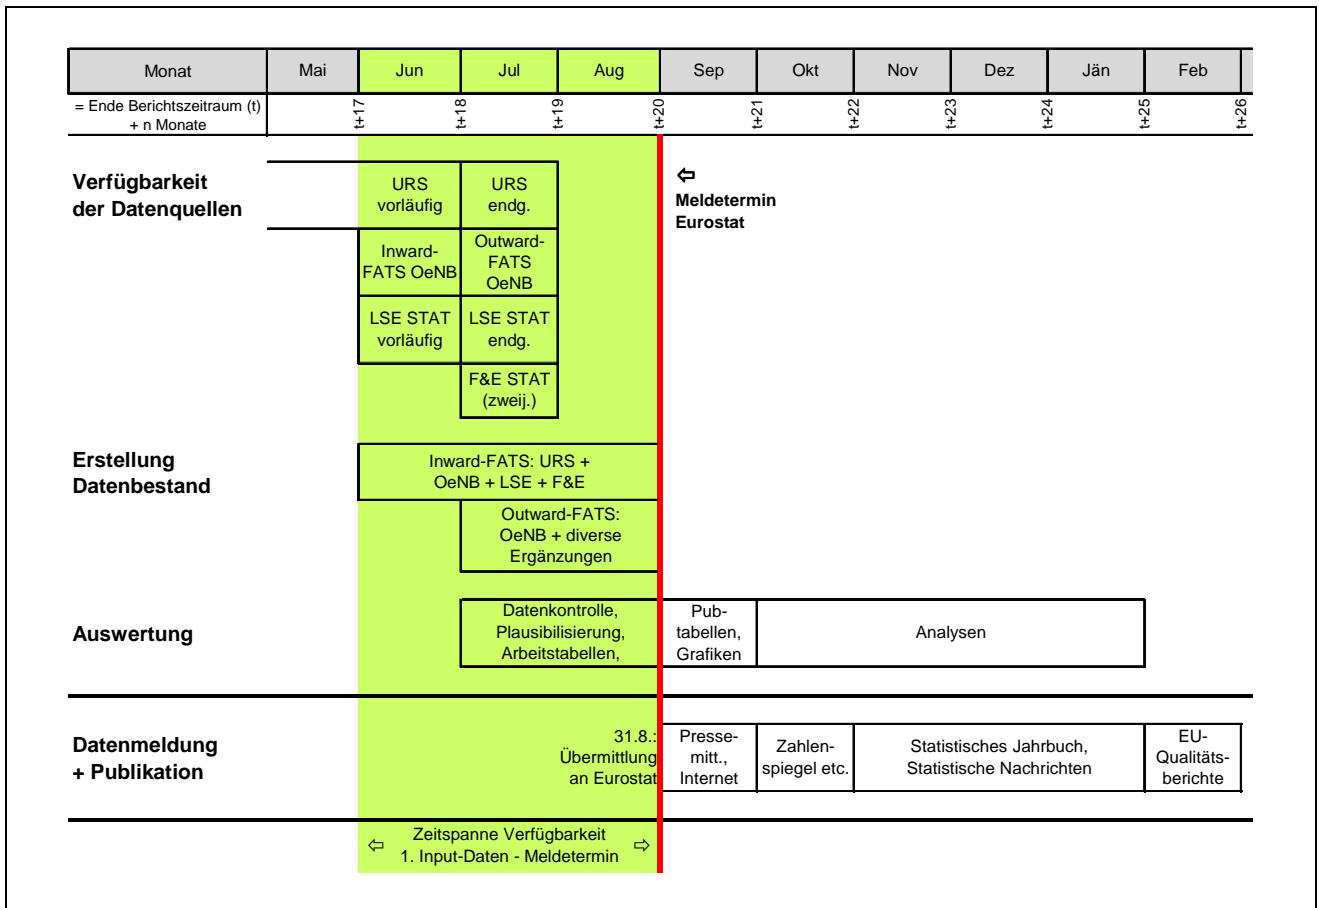 Monat
Mai
Jun
Jul
Aug
Sep
Okt
Nov
Dez
Jän
Feb
= Ende Berichtszeitraum (t)
+ n Monate
t+17
t+18
t+19
t+20
t+21
t+22
t+23
t+24
t+25
t+26
Verfügbarkeit
der Datenquellen
URS
vorläufig
URS
endg.
⇦
Meldetermin
Eurostat
Inward-
FATS OeNB
Outward-
FATS
OeNB
LSE STAT
vorläufig
LSE STAT
endg.
F&E STAT
(zweij.)
Erstellung
Datenbestand
Inward-FATS: URS +
OeNB + LSE + F&E
Outward-FATS:
OeNB + diverse
Ergänzungen
Auswertung
Datenkontrolle,
Plausibilisierung,
Arbeitstabellen,
Pub-
tabellen,
Grafiken
Analysen
Datenmeldung
+ Publikation
31.8.:
Übermittlung
an Eurostat
Presse-
mitt.,
Internet
Zahlen-
spiegel etc.
Statistisches Jahrbuch,
Statistische Nachrichten
EU-
Qualitäts-
berichte
⇦ Zeitspanne Verfügbarkeit ⇨
1. Input-Daten - Meldetermin